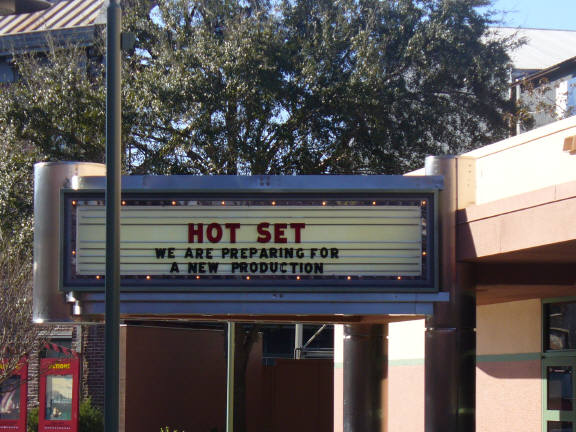 HOT SET
WE ARE PREPARING FOR
A NEW PRODUCTION